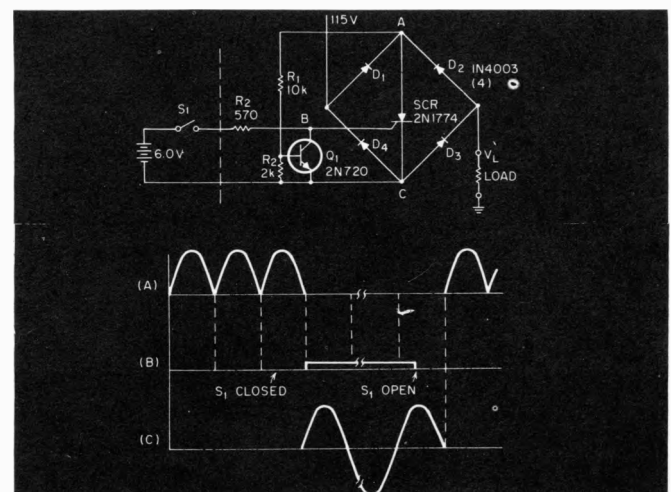 115V
A
D1
D2
1N4003
(4)
R1
10k
SCR
2N1774
S1
R2
570
B
6.0V
R2
2k
Q1
2N720
D4
D3
C
VL
LOAD
(A)
(B)
S1 CLOSED
S1 OPEN
(C)